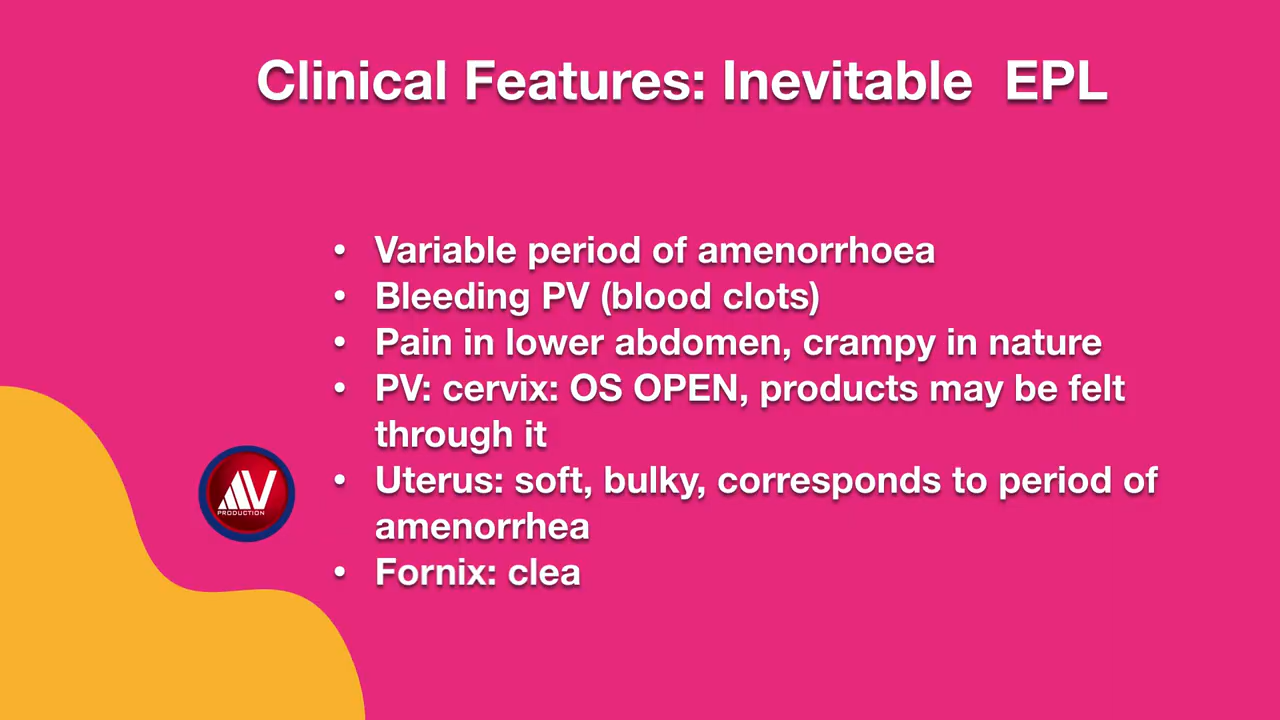 Clinical Features: Inevitable EPL
• Variable period of amenorrhoea
• Bleeding PV (blood clots)
• Pain in lower abdomen, crampy in nature
• PV: cervix: OS OPEN, products may be felt
through it
• Uterus: soft, bulky, corresponds to period of
amenorrhea
• Fornix: clea
AV
PRODUCTION